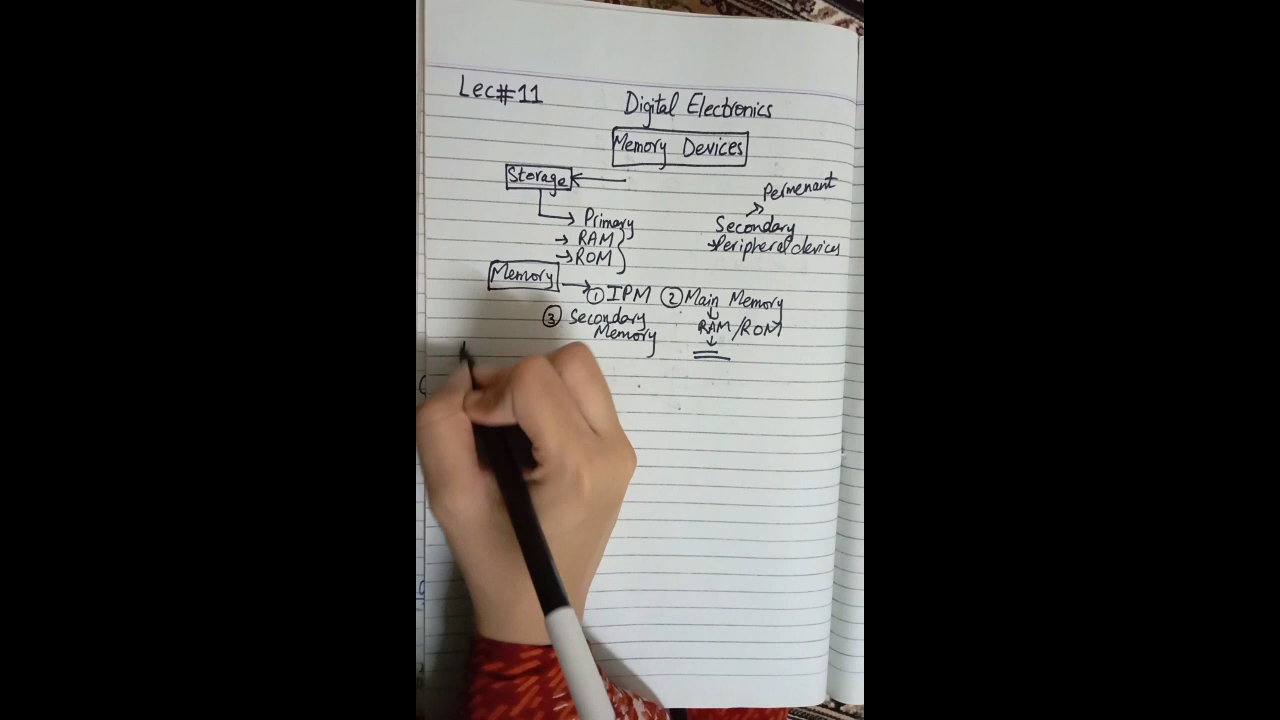 Lec#11
Digital Electronics
Memory Devices
Storage
Permenant
Primary
Secondary
→ RAM
→ Peripheral devices
→ ROM
Memory
① IPM ② Main Memory
③ Secondary
Memory
RAM/ROM